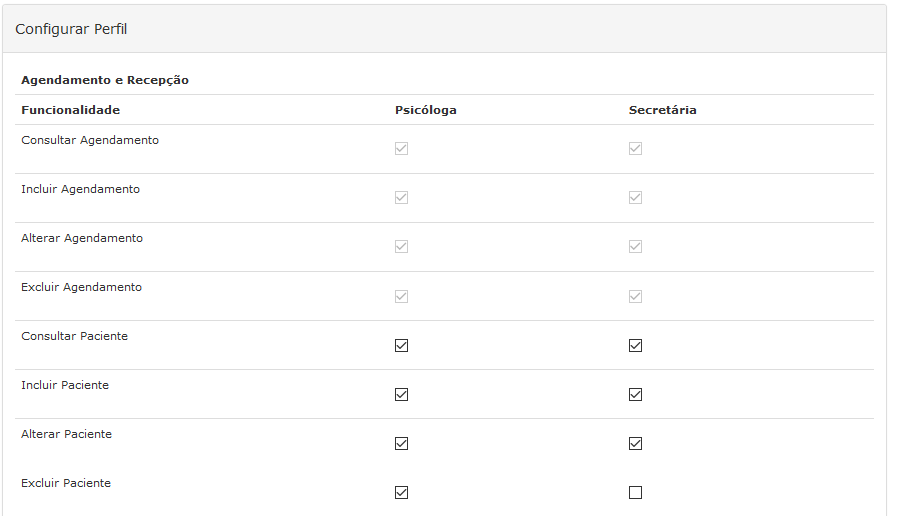 Configurar Perfil
Agendamento e Recepção
Funcionalidade Psicóloga Secretária
Consultar Agendamento
Incluir Agendamento
Alterar Agendamento
Excluir Agendamento
Consultar Paciente
Incluir Paciente
Alterar Paciente
Excluir Paciente